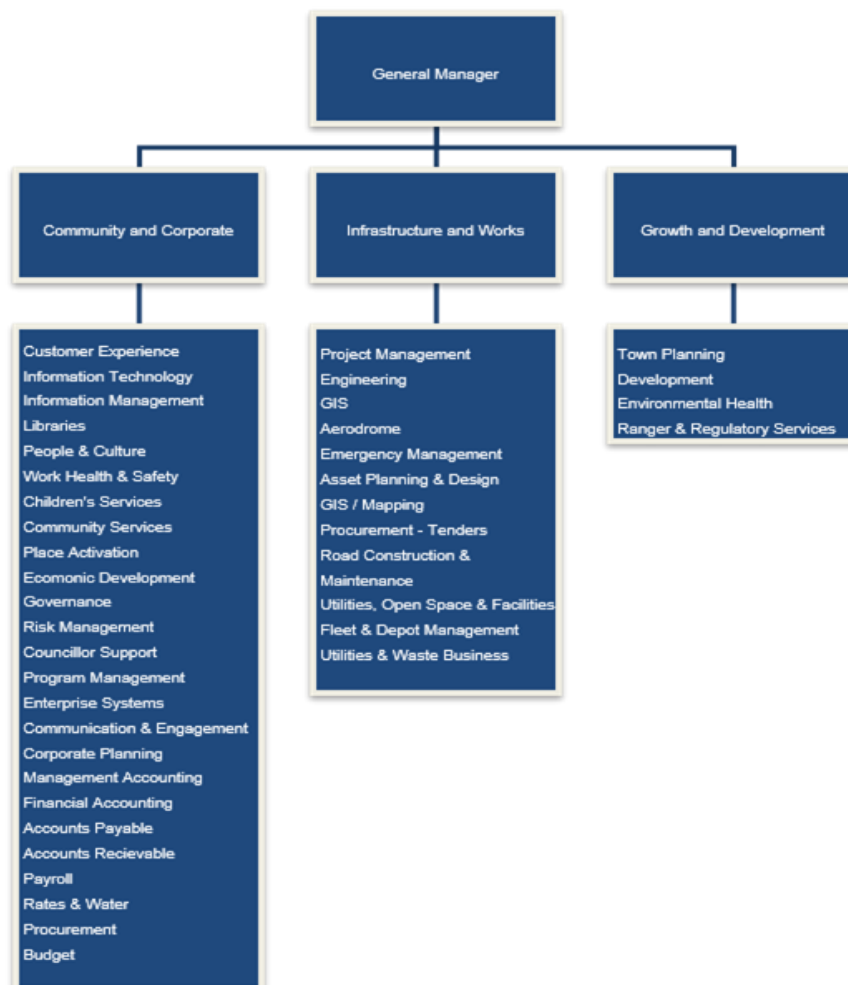 General Manager
Community and Corporate
Infrastructure and Works
Growth and Development
Customer Experience
Information Technology
Information Management
Libraries
People & Culture
Work Health & Safety
Children's Services
Community Services
Place Activation
Ecomonic Development
Governance
Risk Management
Councillor Support
Program Management
Enterprise Systems
Communication & Engagement
Corporate Planning
Management Accounting
Financial Accounting
Accounts Payable
Accounts Recievable
Payroll
Rates & Water
Procurement
Budget
Project Management
Engineering
GIS
Aerodrome
Emergency Management
Asset Planning & Design
GIS / Mapping
Procurement - Tenders
Road Construction &
Maintenance
Utilities, Open Space & Facilities
Fleet & Depot Management
Utilities & Waste Business
Town Planning
Development
Environmental Health
Ranger & Regulatory Services